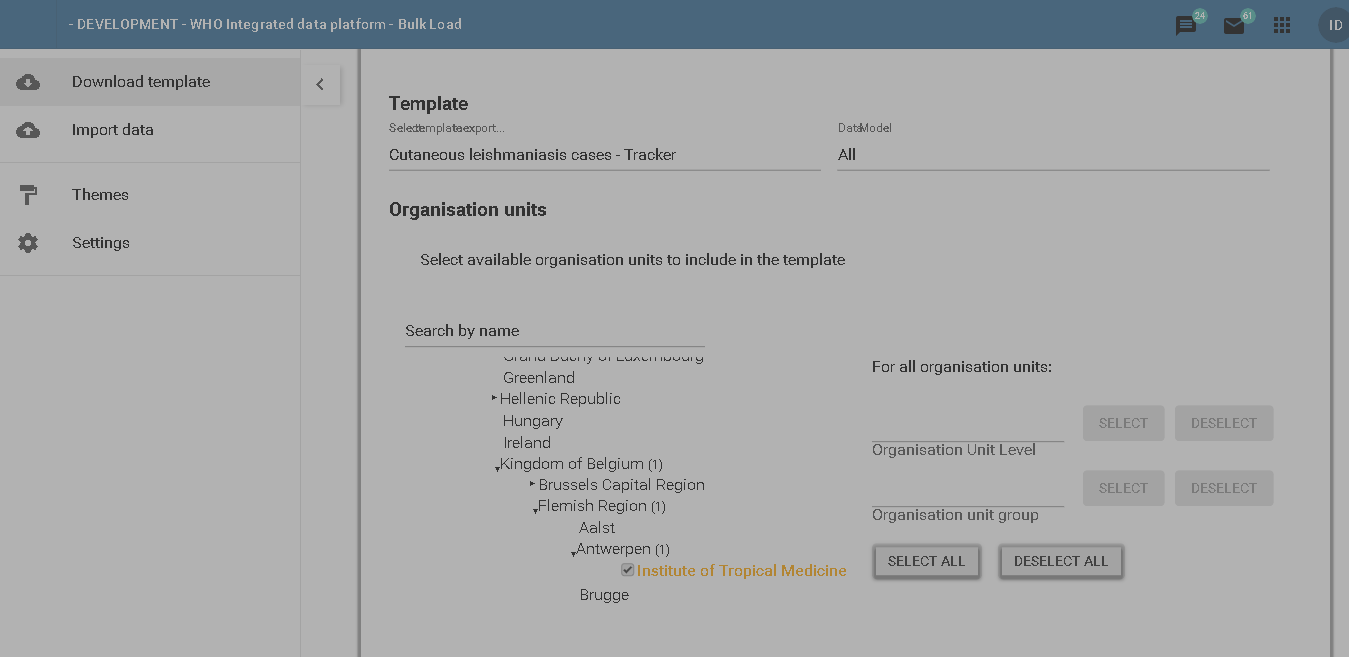 - DEVELOPMENT - WHO Integrated data platform - Bulk Load
24
61
ID
Download template
Import data
Themes
Settings
Template
Select template to export...
Data Model
Cutaneous leishmaniasis cases - Tracker
All
Organisation units
Select available organisation units to include in the template
Search by name
Grand Duchy of Luxembourg
Greenland
Hellenic Republic
Hungary
Ireland
Kingdom of Belgium (1)
Brussels Capital Region
Flemish Region (1)
Aalst
Antwerpen (1)
Institute of Tropical Medicine
Brugge
For all organisation units:
SELECT
DESELECT
Organisation Unit Level
SELECT
DESELECT
Organisation unit group
SELECT ALL
DESELECT ALL